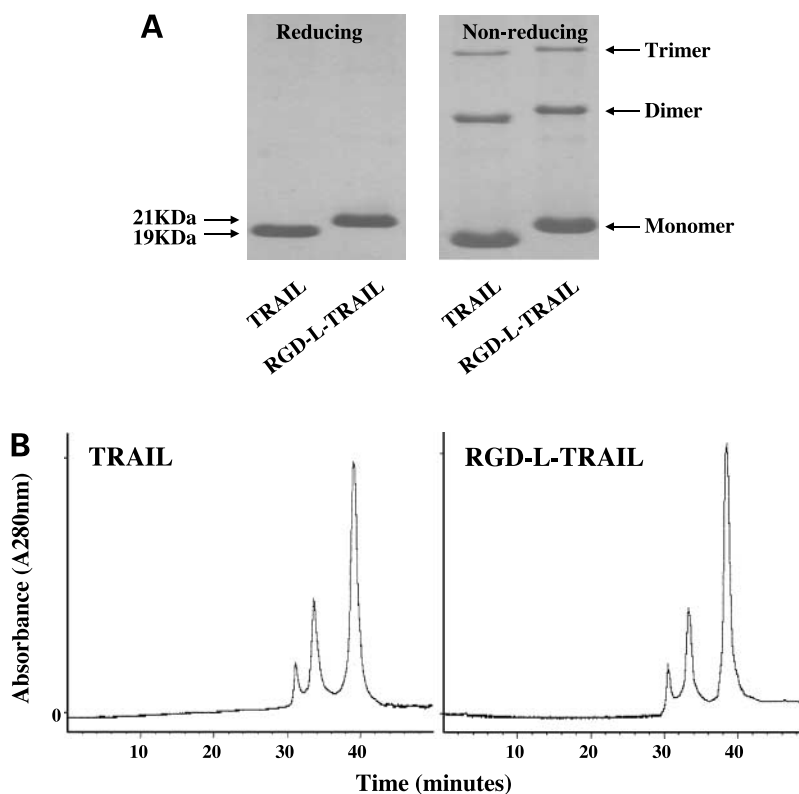 A
Reducing
Non-reducing
Trimer
Dimer
21KDa
19KDa
Monomer
TRAIL
RGD-L-TRAIL
TRAIL
RGD-L-TRAIL
B
TRAIL
RGD-L-TRAIL
Absorbance (A280nm)
0
10 20 30 40
10 20 30 40
Time (minutes)